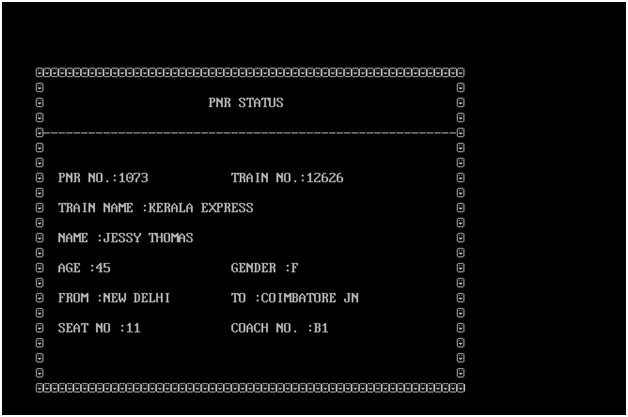 PNR STATUS
PNR NO.:1073 TRAIN NO.:12626
TRAIN NAME :KERALA EXPRESS
NAME :JESSY THOMAS
AGE :45 GENDER :F
FROM :NEW DELHI TO :COIMBATORE JN
SEAT NO :11 COACH NO. :B1